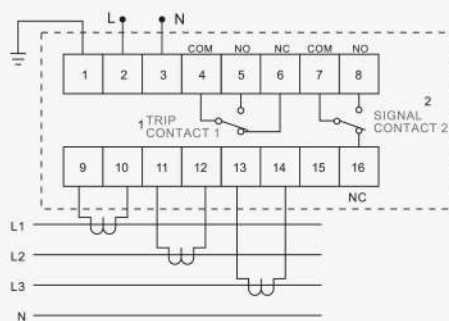 L N
COM NO NC COM NO
1 2 3 4 5 6 7 8
1 TRIP
CONTACT 1
2
SIGNAL
CONTACT 2
9 10 11 12 13 14 15 16
NC
L1
L2
L3
N